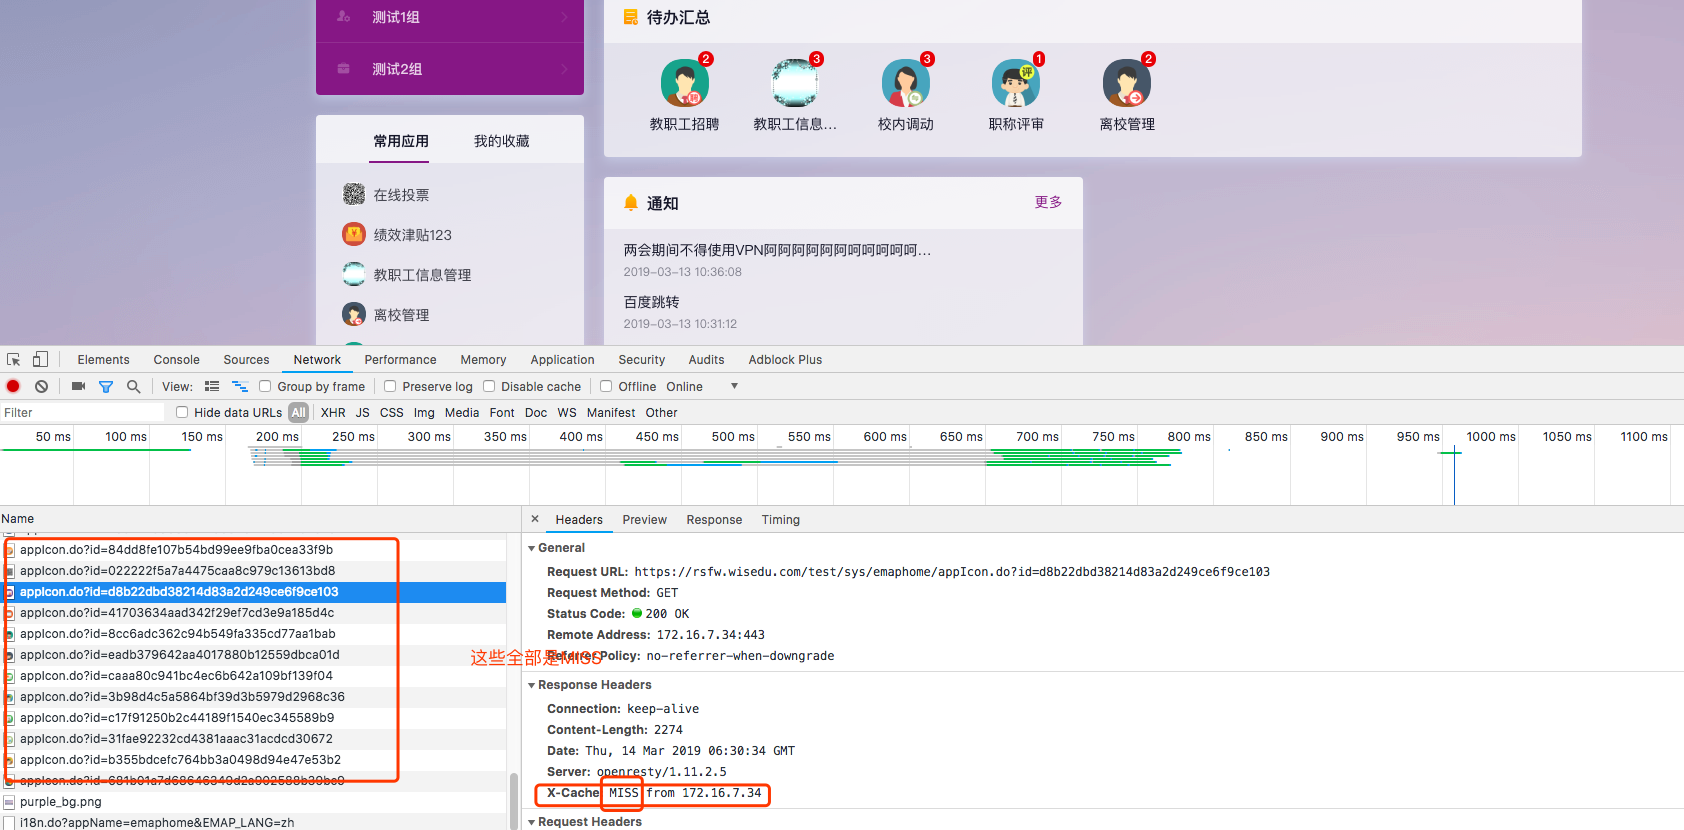 测试1组
测试2组
待办汇总
2
3
3
1
2
聘
评
教职工招聘
教职工信息...
校内调动
职称评审
离校管理
常用应用
我的收藏
在线投票
绩效津贴123
教职工信息管理
离校管理
通知
更多
两会期间不得使用VPN阿阿阿阿阿阿呵呵呵呵呵...
2019-03-13 10:36:08
百度跳转
2019-03-13 10:31:12
Elements Console Sources Network Performance Memory Application Security Audits Adblock Plus
View: Group by frame Preserve log Disable cache Offline Online
Filter Hide data URLs All XHR JS CSS Img Media Font Doc WS Manifest Other
50 ms 100 ms 150 ms 200 ms 250 ms 300 ms 350 ms 400 ms 450 ms 500 ms 550 ms 600 ms 650 ms 700 ms 750 ms 800 ms 850 ms 900 ms 950 ms 1000 ms 1050 ms 1100 ms
Name
appIcon.do?id=84dd8fe107b54bd99ee9fba0cea33f9b
appIcon.do?id=022222f5a7a4475caa8c979c13613bd8
appIcon.do?id=d8b22dbd38214d83a2d249ce6f9ce103
appIcon.do?id=41703634aad342f29ef7cd3e9a185d4c
appIcon.do?id=8cc6adc362c94b549fa335cd77aa1bab
appIcon.do?id=eadb379642aa4017880b12559dbca01d
appIcon.do?id=caaa80c941bc4ec6b642a109bf139f04
appIcon.do?id=3b98d4c5a5864bf39d3b5979d2968c36
appIcon.do?id=c17f91250b2c44189f1540ec345589b9
appIcon.do?id=31fae92232cd4381aaac31acdcd30672
appIcon.do?id=b355bdcefc764bb3a0498d94e47e53b2
purple_bg.png
i18n.do?appName=emaphome&EMAP_LANG=zh
这些全部是MISS
Headers Preview Response Timing
General
Request URL: https://rsfw.wisedu.com/test/sys/emaphome/appIcon.do?id=d8b22dbd38214d83a2d249ce6f9ce103
Request Method: GET
Status Code: 200 OK
Remote Address: 172.16.7.34:443
Referrer Policy: no-referrer-when-downgrade
Response Headers
Connection: keep-alive
Content-Length: 2274
Date: Thu, 14 Mar 2019 06:30:34 GMT
Server: openresty/1.11.2.5
X-Cache: MISS from 172.16.7.34
Request Headers